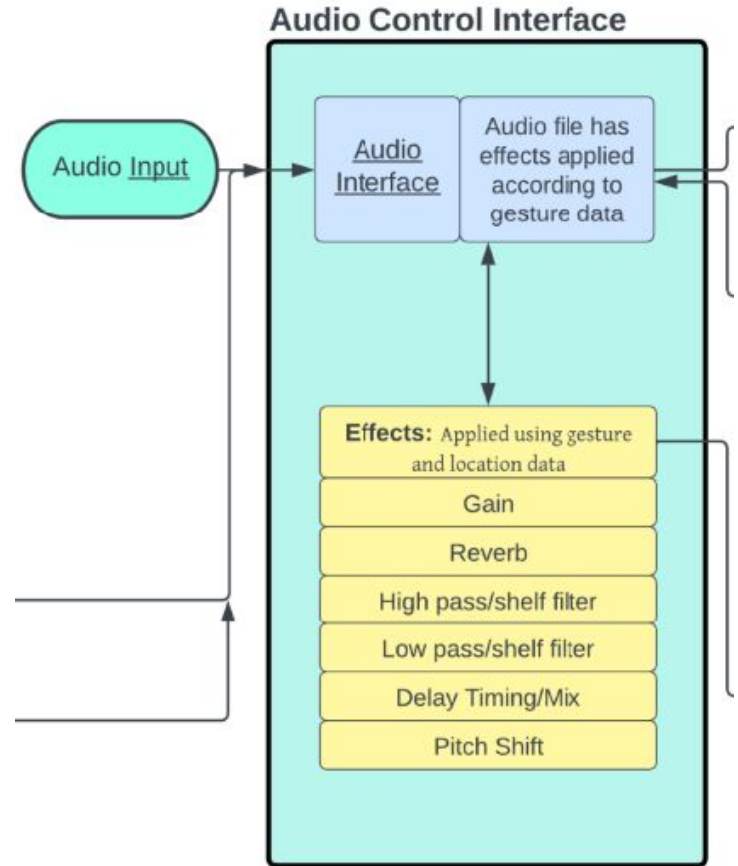 Audio Control Interface
Audio Input
Audio
Interface
Audio file has
effects applied
according to
gesture data
Effects: Applied using gesture
and location data
Gain
Reverb
High pass/shelf filter
Low pass/shelf filter
Delay Timing/Mix
Pitch Shift